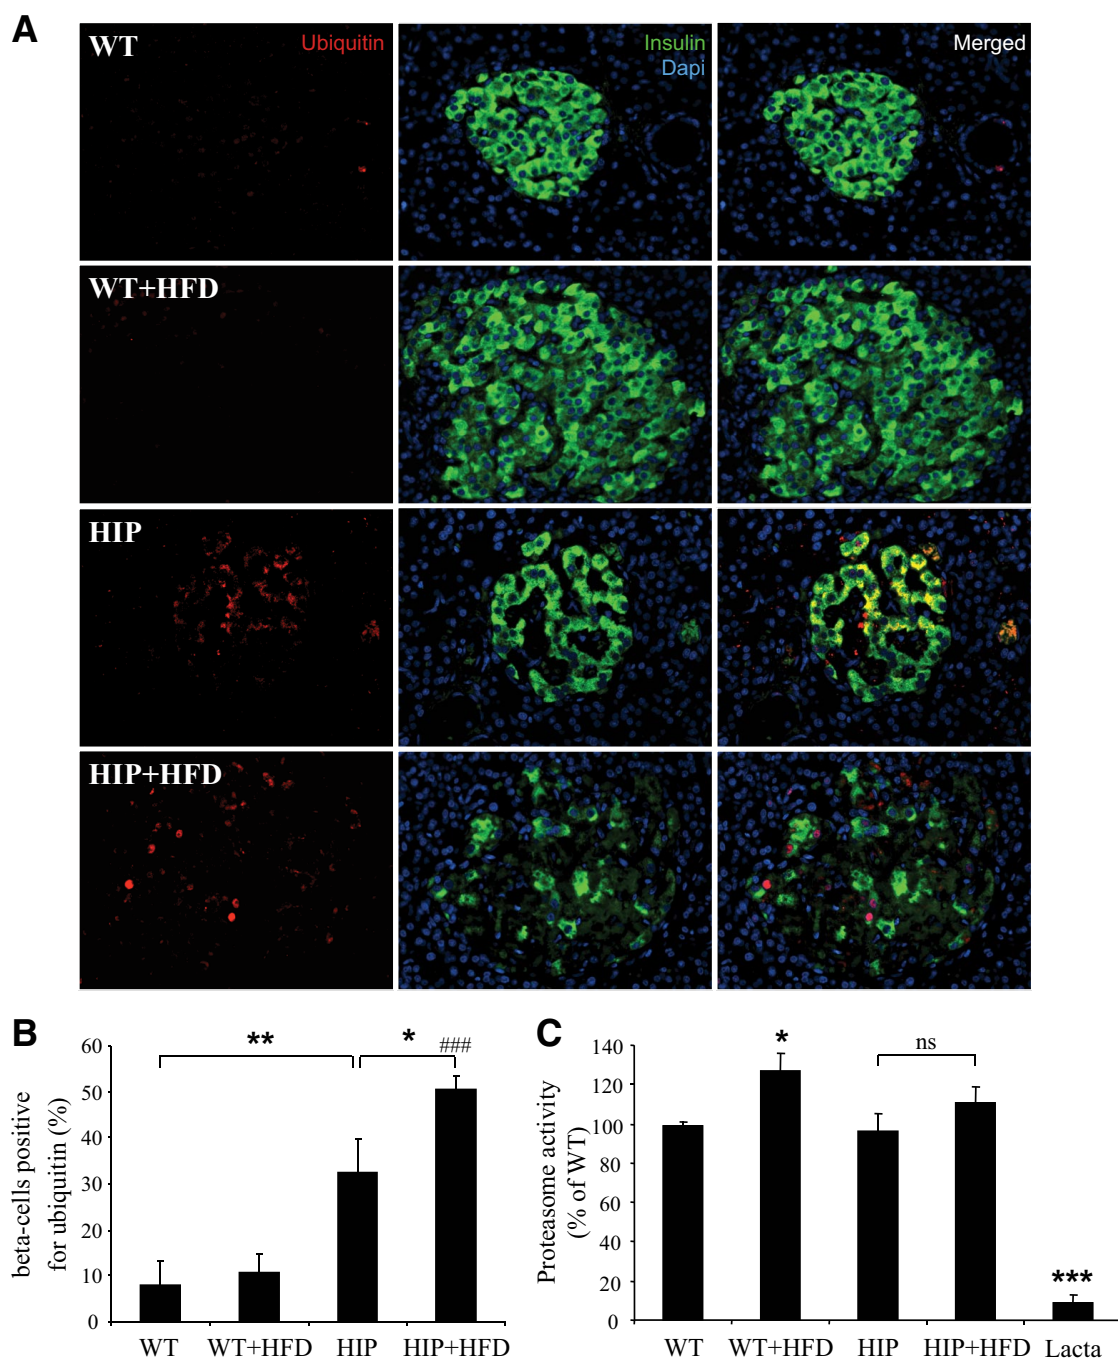 A
WT
Ubiquitin
Insulin
Dapi
Merged
WT+HFD
HIP
HIP+HFD
B
beta-cells positive
for ubiquitin (%)
60
50
40
30
20
10
0
**
*
###
WT
WT+HFD
HIP
HIP+HFD
C
Proteasome activity
(% of WT)
140
120
100
80
60
40
20
0
*
ns
***
WT
WT+HFD
HIP
HIP+HFD
Lacta